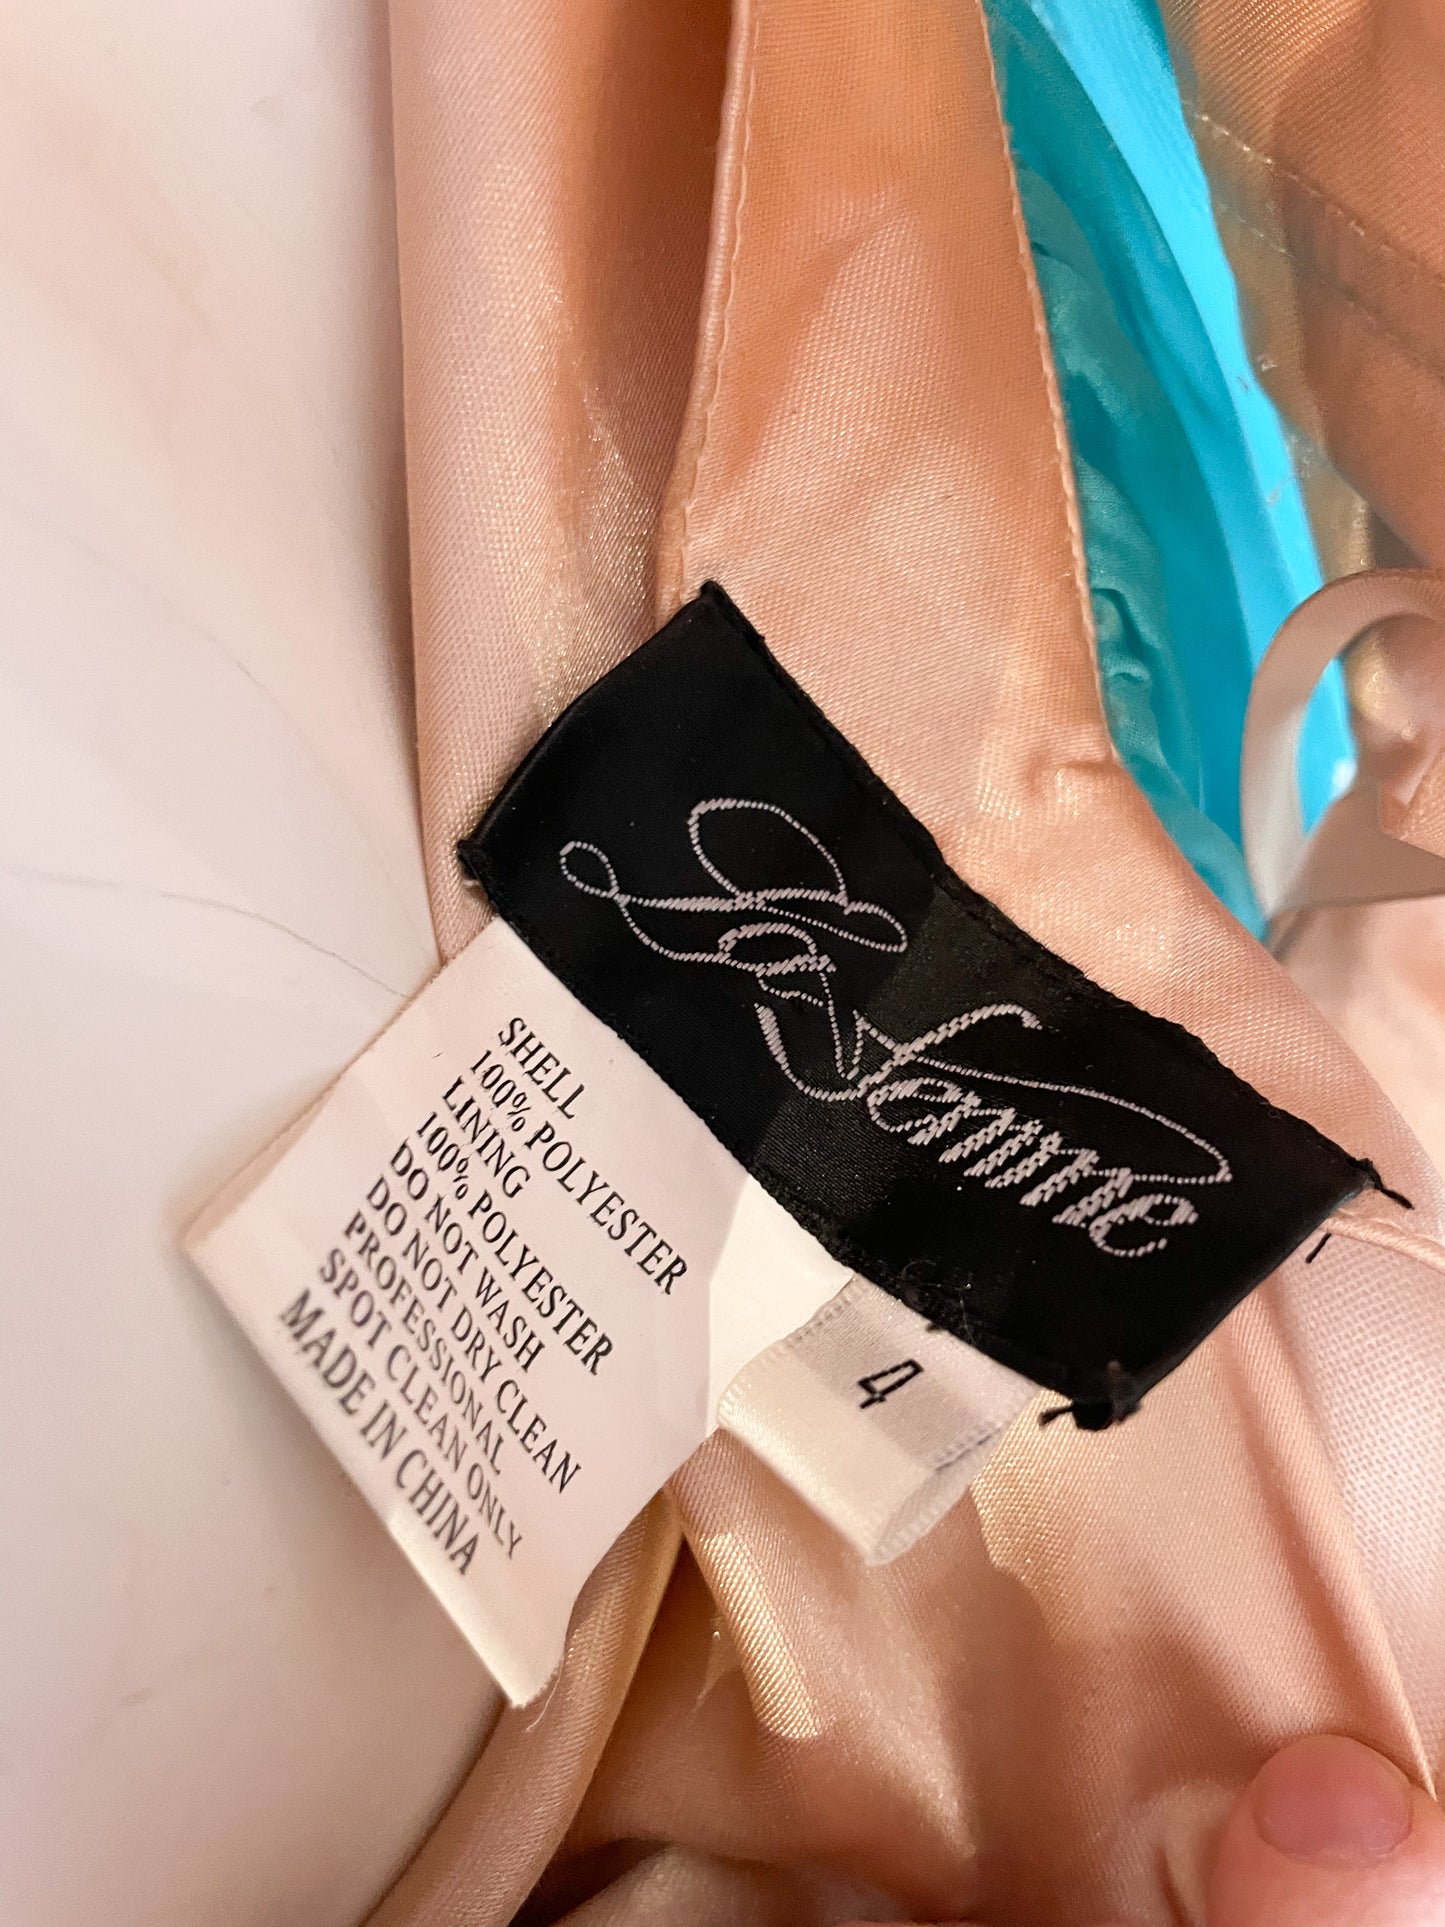 La Femme
SHELL
100% POLYESTER
LINING
100% POLYESTER
DO NOT WASH
DO NOT DRY CLEAN
PROFESSIONAL
SPOT CLEAN ONLY
MADE IN CHINA
4